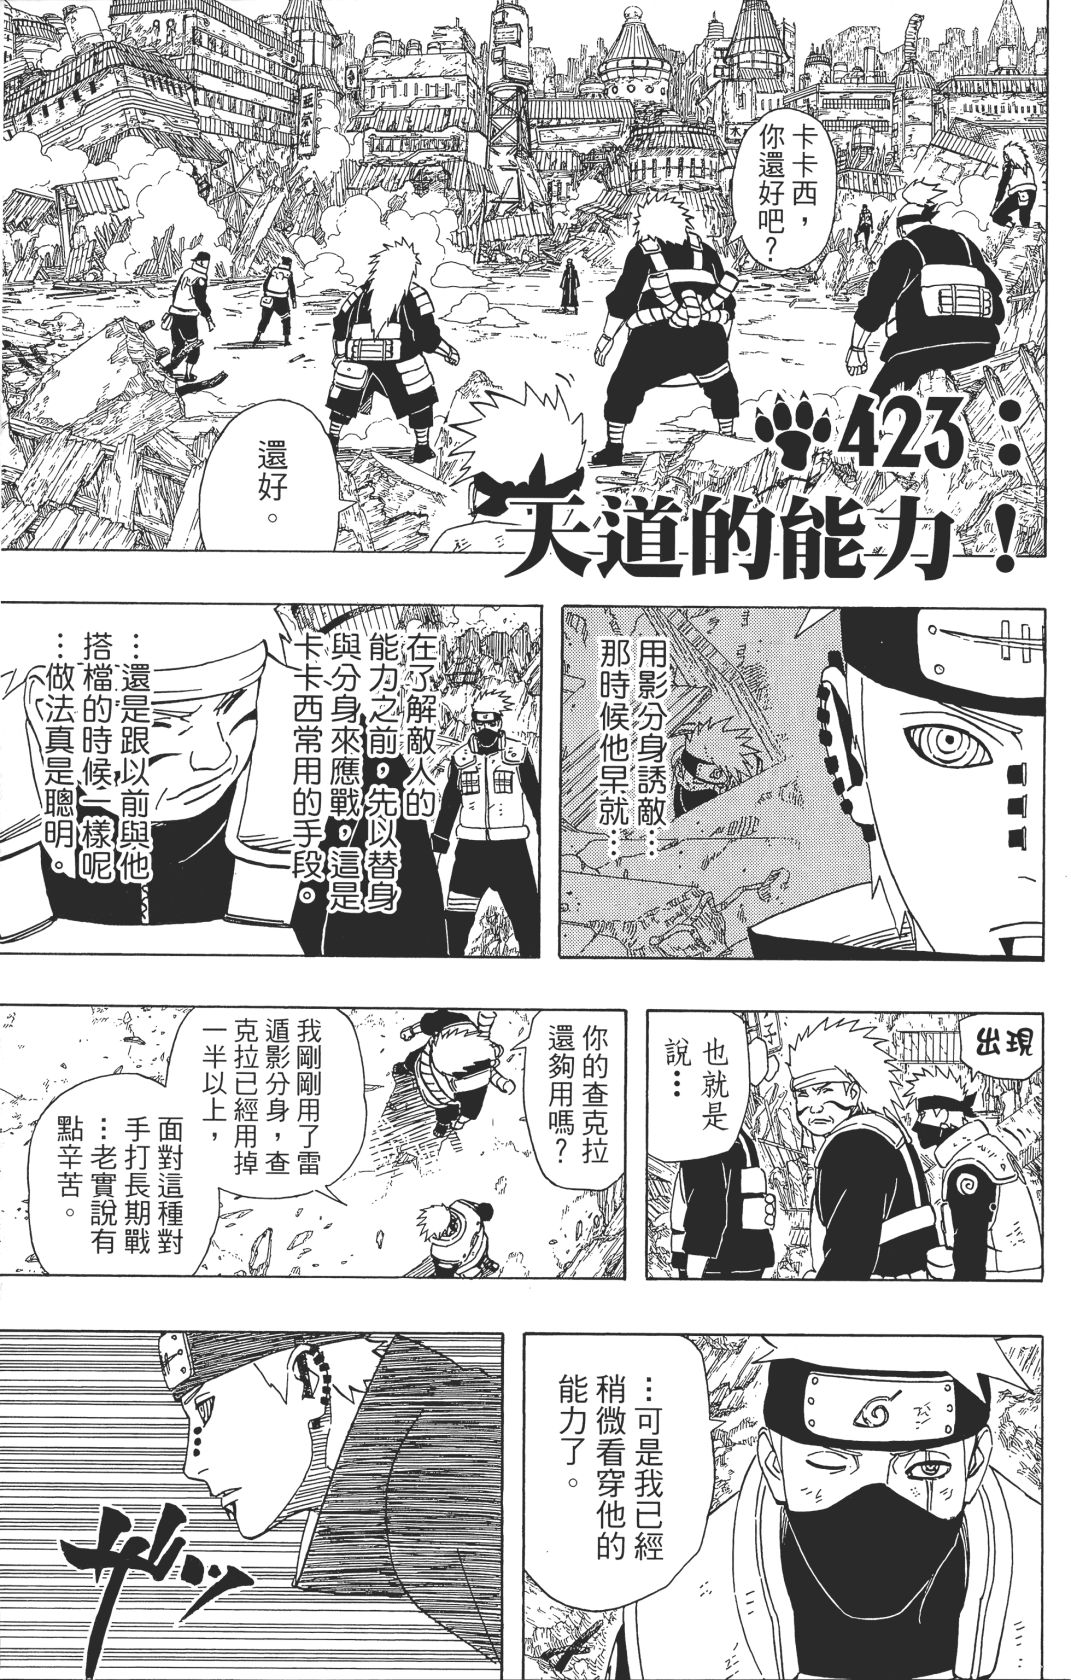 卡卡西，
你還好吧？
還好。
423：
天道的能力！
用影分身誘敵…
那時候他早就…
在了解敵人的
能力之前，先以替身
與分身來應戰，這是
卡卡西常用的手段。
…還是跟以前與他
搭檔的時候一樣呢
…做法真是聰明。
出現
也就是
說…
你的查克拉
還夠用嗎？
我剛剛用了雷
遁影分身，查
克拉已經用掉
一半以上，
面對這種對
手打長期戰
…老實說有
點辛苦。
…可是我已經
稍微看穿他的
能力了。
ザッ